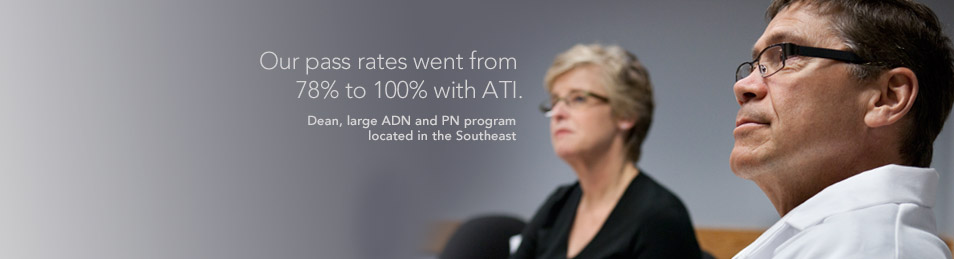 Our pass rates went from
78% to 100% with ATI.
Dean, large ADN and PN program
located in the Southeast